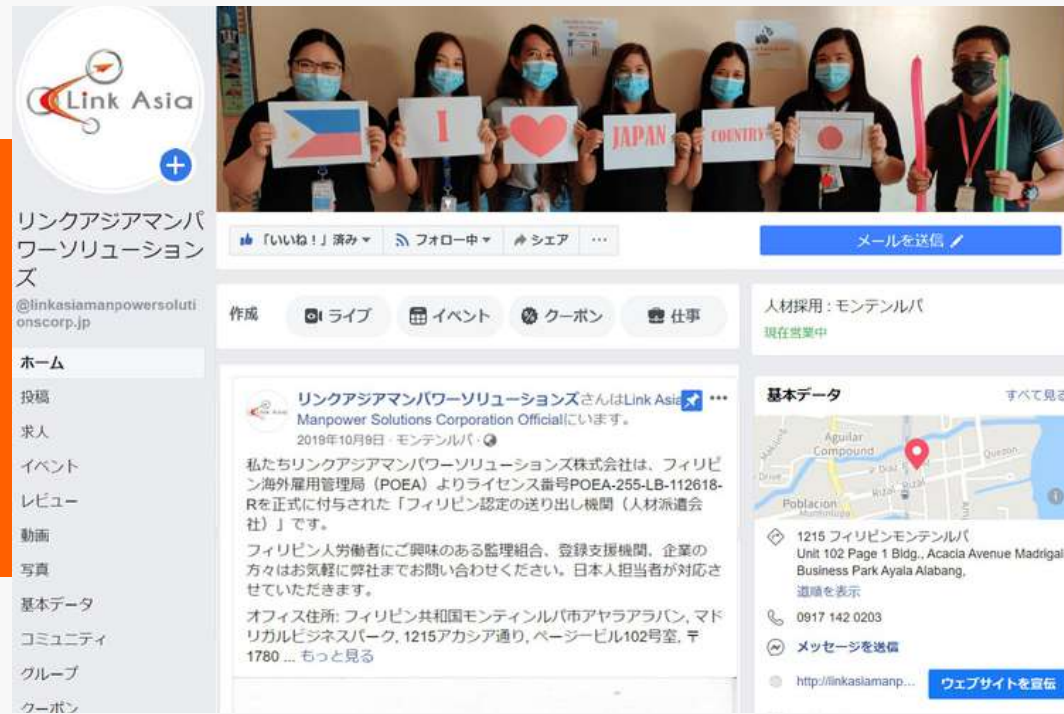 Link Asia
I
JAPAN
COUNTRY
リンクアジアマンパ
ワーソリューション
ズ
@linkasiamanpowersoluti
onscorp.jp
ホーム
投稿
求人
イベント
レビュー
動画
写真
基本データ
コミュニティ
グループ
クーポン
「いいね！」済み
フォロー中
シェア
メールを送信
作成
ライブ
イベント
クーポン
仕事
リンクアジアマンパワーソリューションズさんはLink Asia
Manpower Solutions Corporation Officialにいます。
2019年10月9日 · モンテンルパ ·
私たちリンクアジアマンパワーソリューションズ株式会社は、フィリピ
ン海外雇用管理局（POEA）よりライセンス番号POEA-255-LB-112618-
Rを正式に付与された「フィリピン認定の送り出し機関（人材派遣会
社）」です。
フィリピン人労働者にご興味のある監理組合、登録支援機関、企業の
方々はお気軽に弊社までお問い合わせください。日本人担当者が対応さ
せていただきます。
オフィス住所: フィリピン共和国モンティンルパ市アヤラアラバン, マド
リガルビジネスパーク, 1215アカシア通り, ページービル102号室, 〒
1780 ... もっと見る
人材採用 : モンテンルパ
現在営業中
基本データ
すべて見る
Aguilar
Compound
Quezon
Rizal
Rizal
Poblacion
1215 フィリピンモンテンルパ
Unit 102 Page 1 Bldg., Acacia Avenue Madrigal
Business Park Ayala Alabang,
道順を表示
0917 142 0203
メッセージを送信
http://linkasiamanp...
ウェブサイトを宣伝